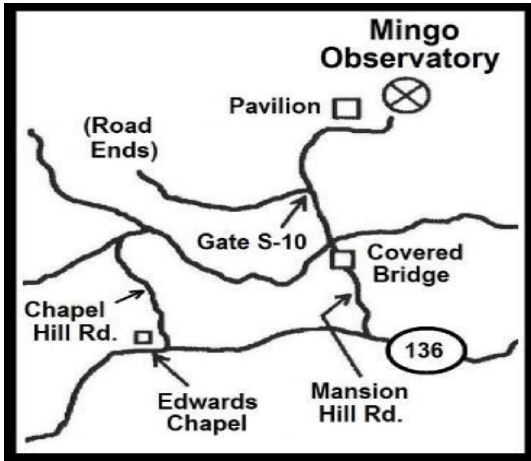 Mingo
Observatory
Pavilion
(Road
Ends)
Gate S-10
Covered
Bridge
Chapel
Hill Rd.
136
Edwards
Chapel
Mansion
Hill Rd.